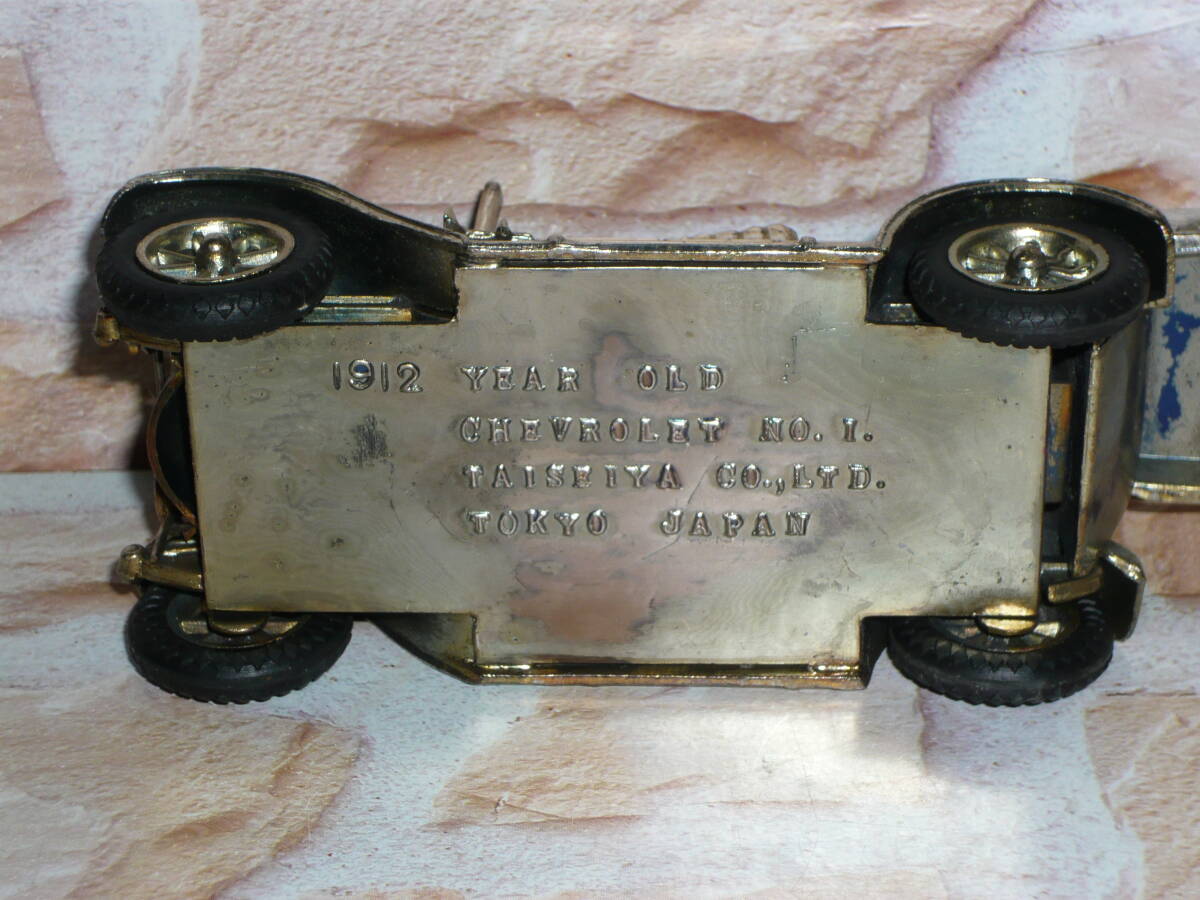 1912 YEAR OLD
CHEVROLET NO. 1.
TAISEIYA CO., LTD.
TOKYO JAPAN